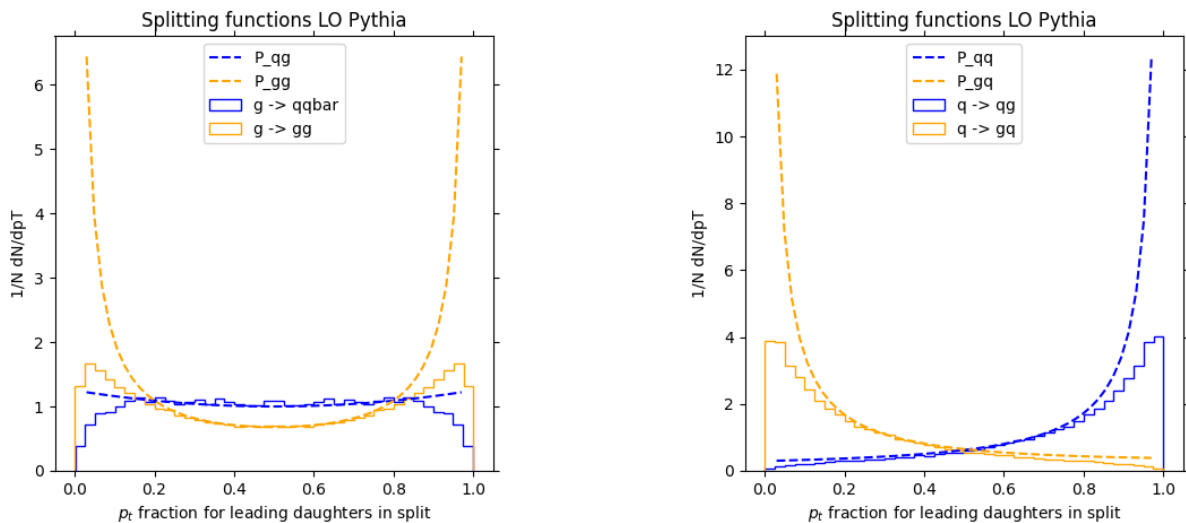 Splitting functions LO Pythia
P_qg
P_gg
g -> qqbar
g -> gg
6
5
4
3
2
1
0
1/N dN/dpT
0.0 0.2 0.4 0.6 0.8 1.0
p_t fraction for leading daughters in split
Splitting functions LO Pythia
P_qq
P_gq
q -> qg
q -> gq
12
10
8
6
4
2
0
1/N dN/dpT
0.0 0.2 0.4 0.6 0.8 1.0
p_t fraction for leading daughters in split